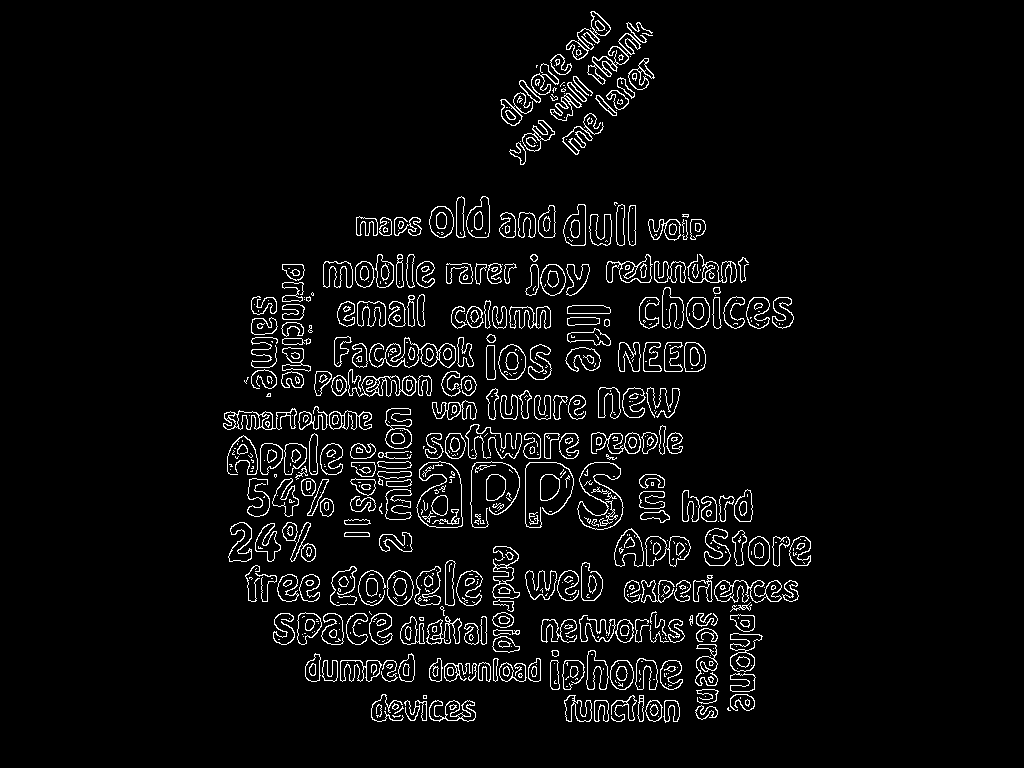 delete and
you will thank
me later
maps old and dull voip
mobile rarer joy redundant
principle
same
email column life choices
Facebook ios NEED
Pokemon Go
vpn future new
smartphone
2 million
software people
Apple
apps ll
apps
cut
54%
hard
24%
App Store
free google Android web experiences
space digital networks
screens
phone
dumped download iphone
devices function